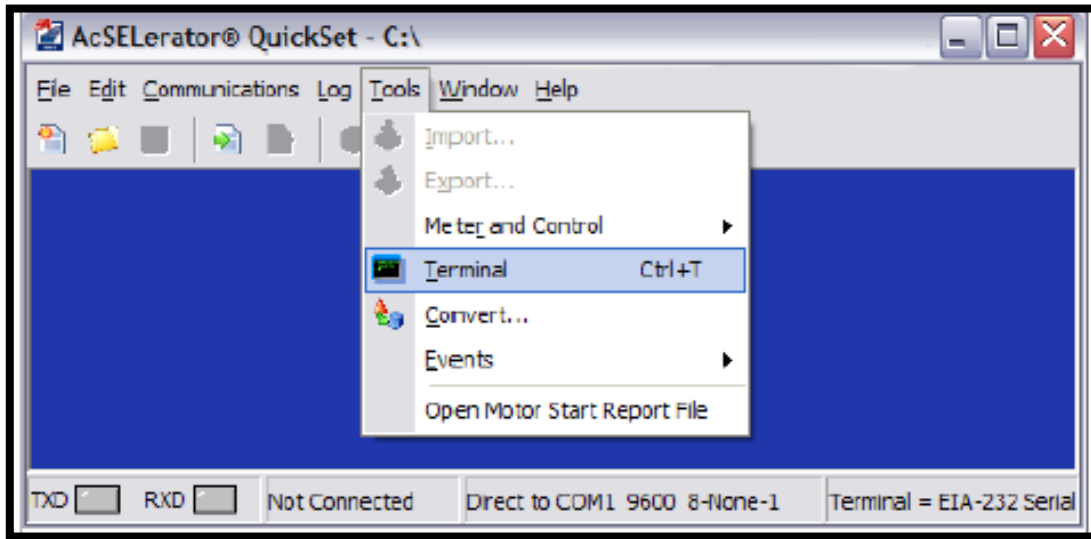 AcSELerator® QuickSet - C:\
File Edit Communications Log Tools Window Help
Import...
Export...
Meter and Control
Terminal Ctrl+T
Convert...
Events
Open Motor Start Report File
TXD RXD Not Connected Direct to COM1 9600 8-None-1 Terminal = EIA-232 Serial